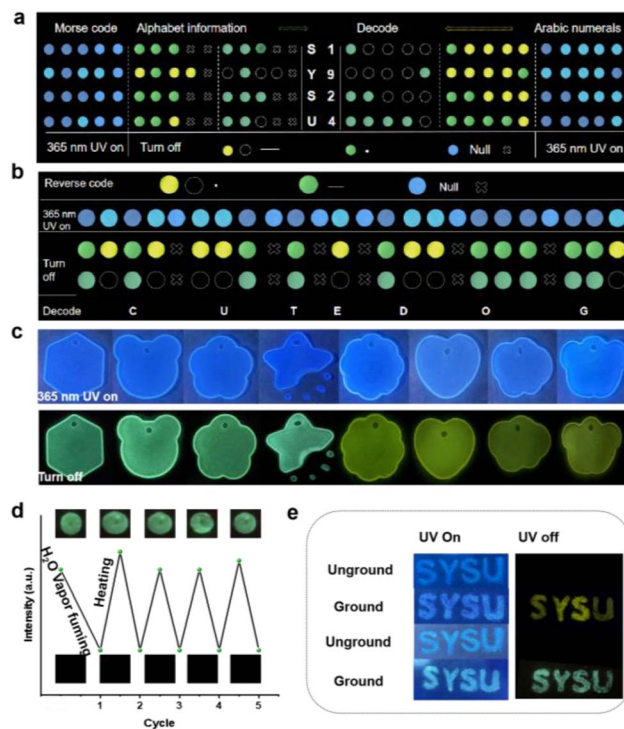 a
Morse code Alphabet information Decode Arabic numerals
S 1
Y 9
S 2
U 4
365 nm UV on Turn off Null 365 nm UV on
b
Reverse code Null
365 nm
UV on
Turn
off
Decode C U T E D O G
c
365 nm UV on
Turn off
d
H₂O Vapor fuming
Heating
Intensity (a.u.)
1 2 3 4 5
Cycle
e
UV On UV off
Unground SYSU
Ground SYSU SYSU
Unground SYSU
Ground SYSU SYSU